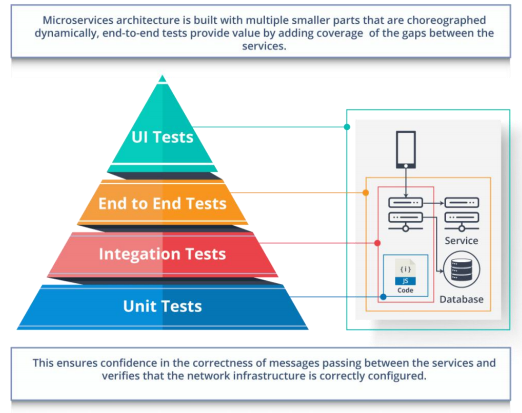 Microservices architecture is built with multiple smaller parts that are choreographed
dynamically, end-to-end tests provide value by adding coverage of the gaps between the
services.
UI Tests
End to End Tests
Integation Tests
Unit Tests
Service
{i}
JS
Code
Database
This ensures confidence in the correctness of messages passing between the services and
verifies that the network infrastructure is correctly configured.